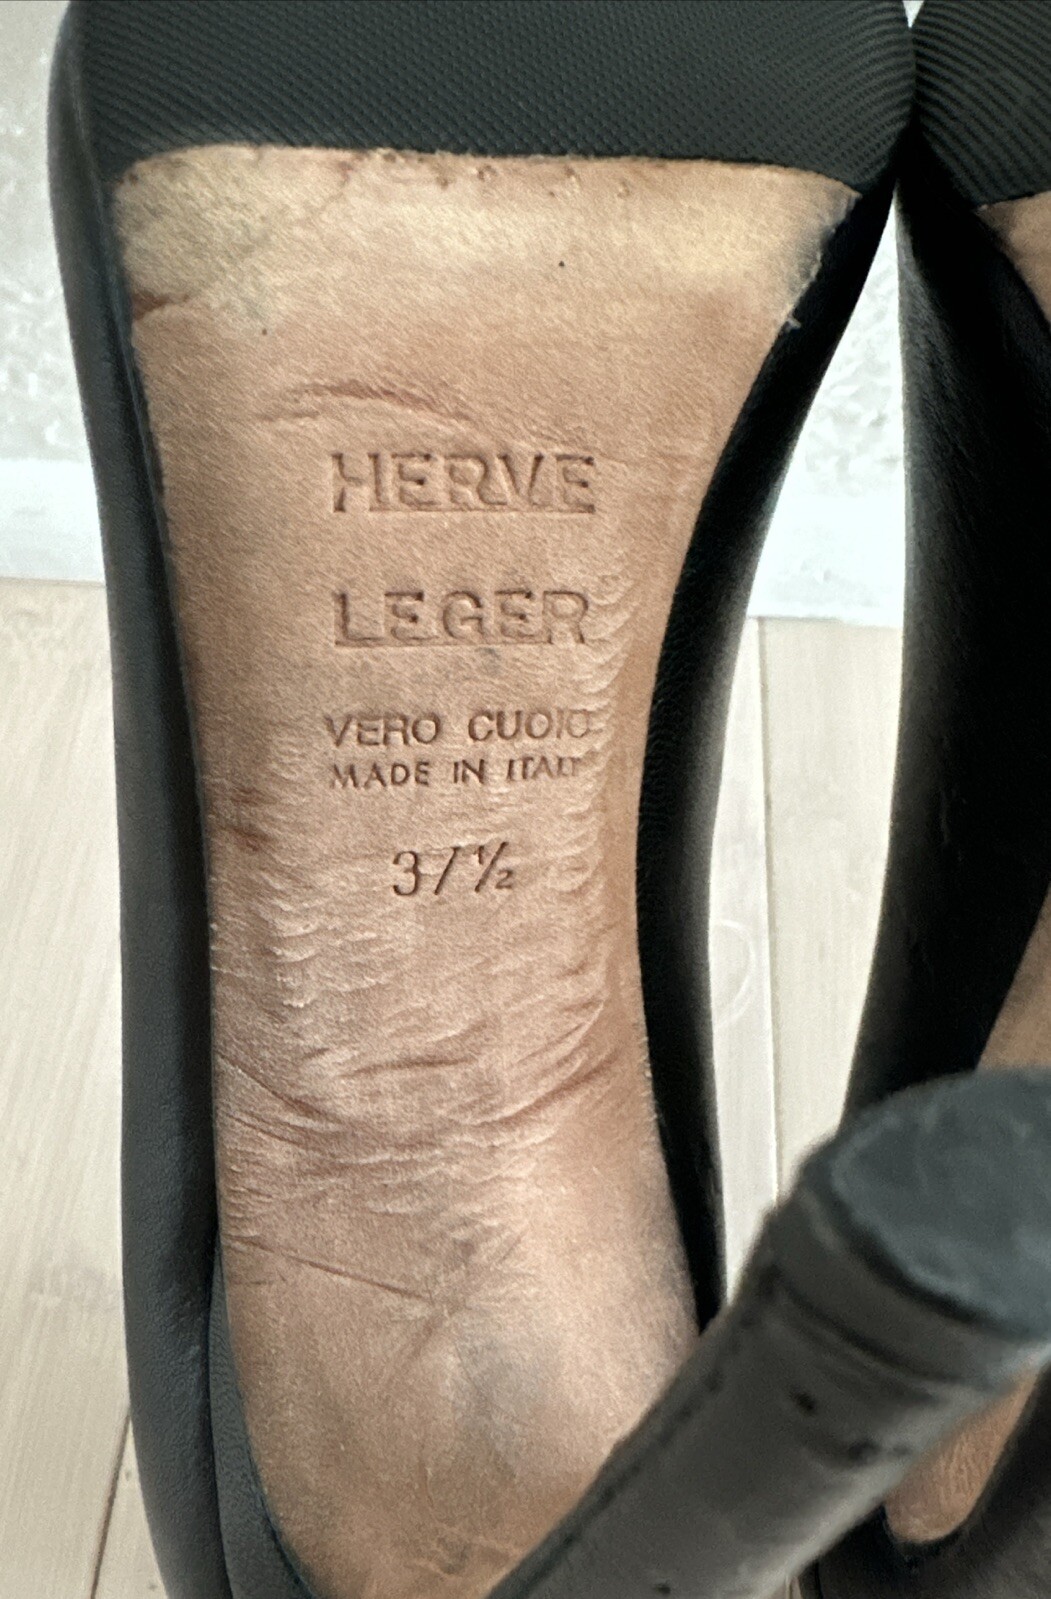 HERVE
LEGER
VERO CUOIO
MADE IN ITALY
37½